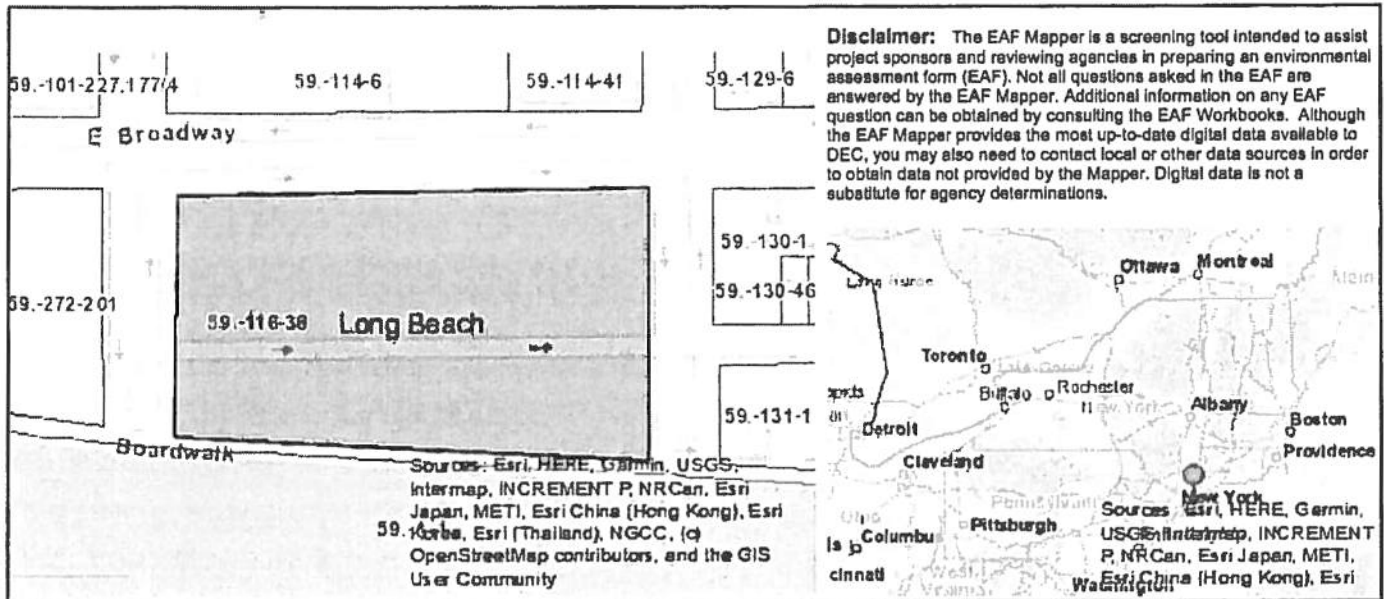 59.-101-227.177/4
59.-114-6
59.-114-41
59.-129-6
E Broadway
59.-130-1
59.-272-201
59.-116-38
Long Beach
59.-130-46
59.-131-1
Boardwalk
Sources: Esri, HERE, Garmin, USGS,
Intermap, INCREMENT P, NRCan, Esri
Japan, METI, Esri China (Hong Kong), Esri
Korea, Esri (Thailand), NGCC, (c)
OpenStreetMap contributors, and the GIS
User Community
Disclaimer: The EAF Mapper is a screening tool intended to assist
project sponsors and reviewing agencies in preparing an environmental
assessment form (EAF). Not all questions asked in the EAF are
answered by the EAF Mapper. Additional information on any EAF
question can be obtained by consulting the EAF Workbooks. Although
the EAF Mapper provides the most up-to-date digital data available to
DEC, you may also need to contact local or other data sources in order
to obtain data not provided by the Mapper. Digital data is not a
substitute for agency determinations.
Ottawa
Montreal
Toronto
Buffalo
Rochester
New York
Albany
Boston
Detroit
Providence
Cleveland
New York
Pittsburgh
Columbu
cinnati
Washington
Sources: Esri, HERE, Garmin,
USGS, Intermap, INCREMENT
P, NRCan, Esri Japan, METI,
Esri China (Hong Kong), Esri